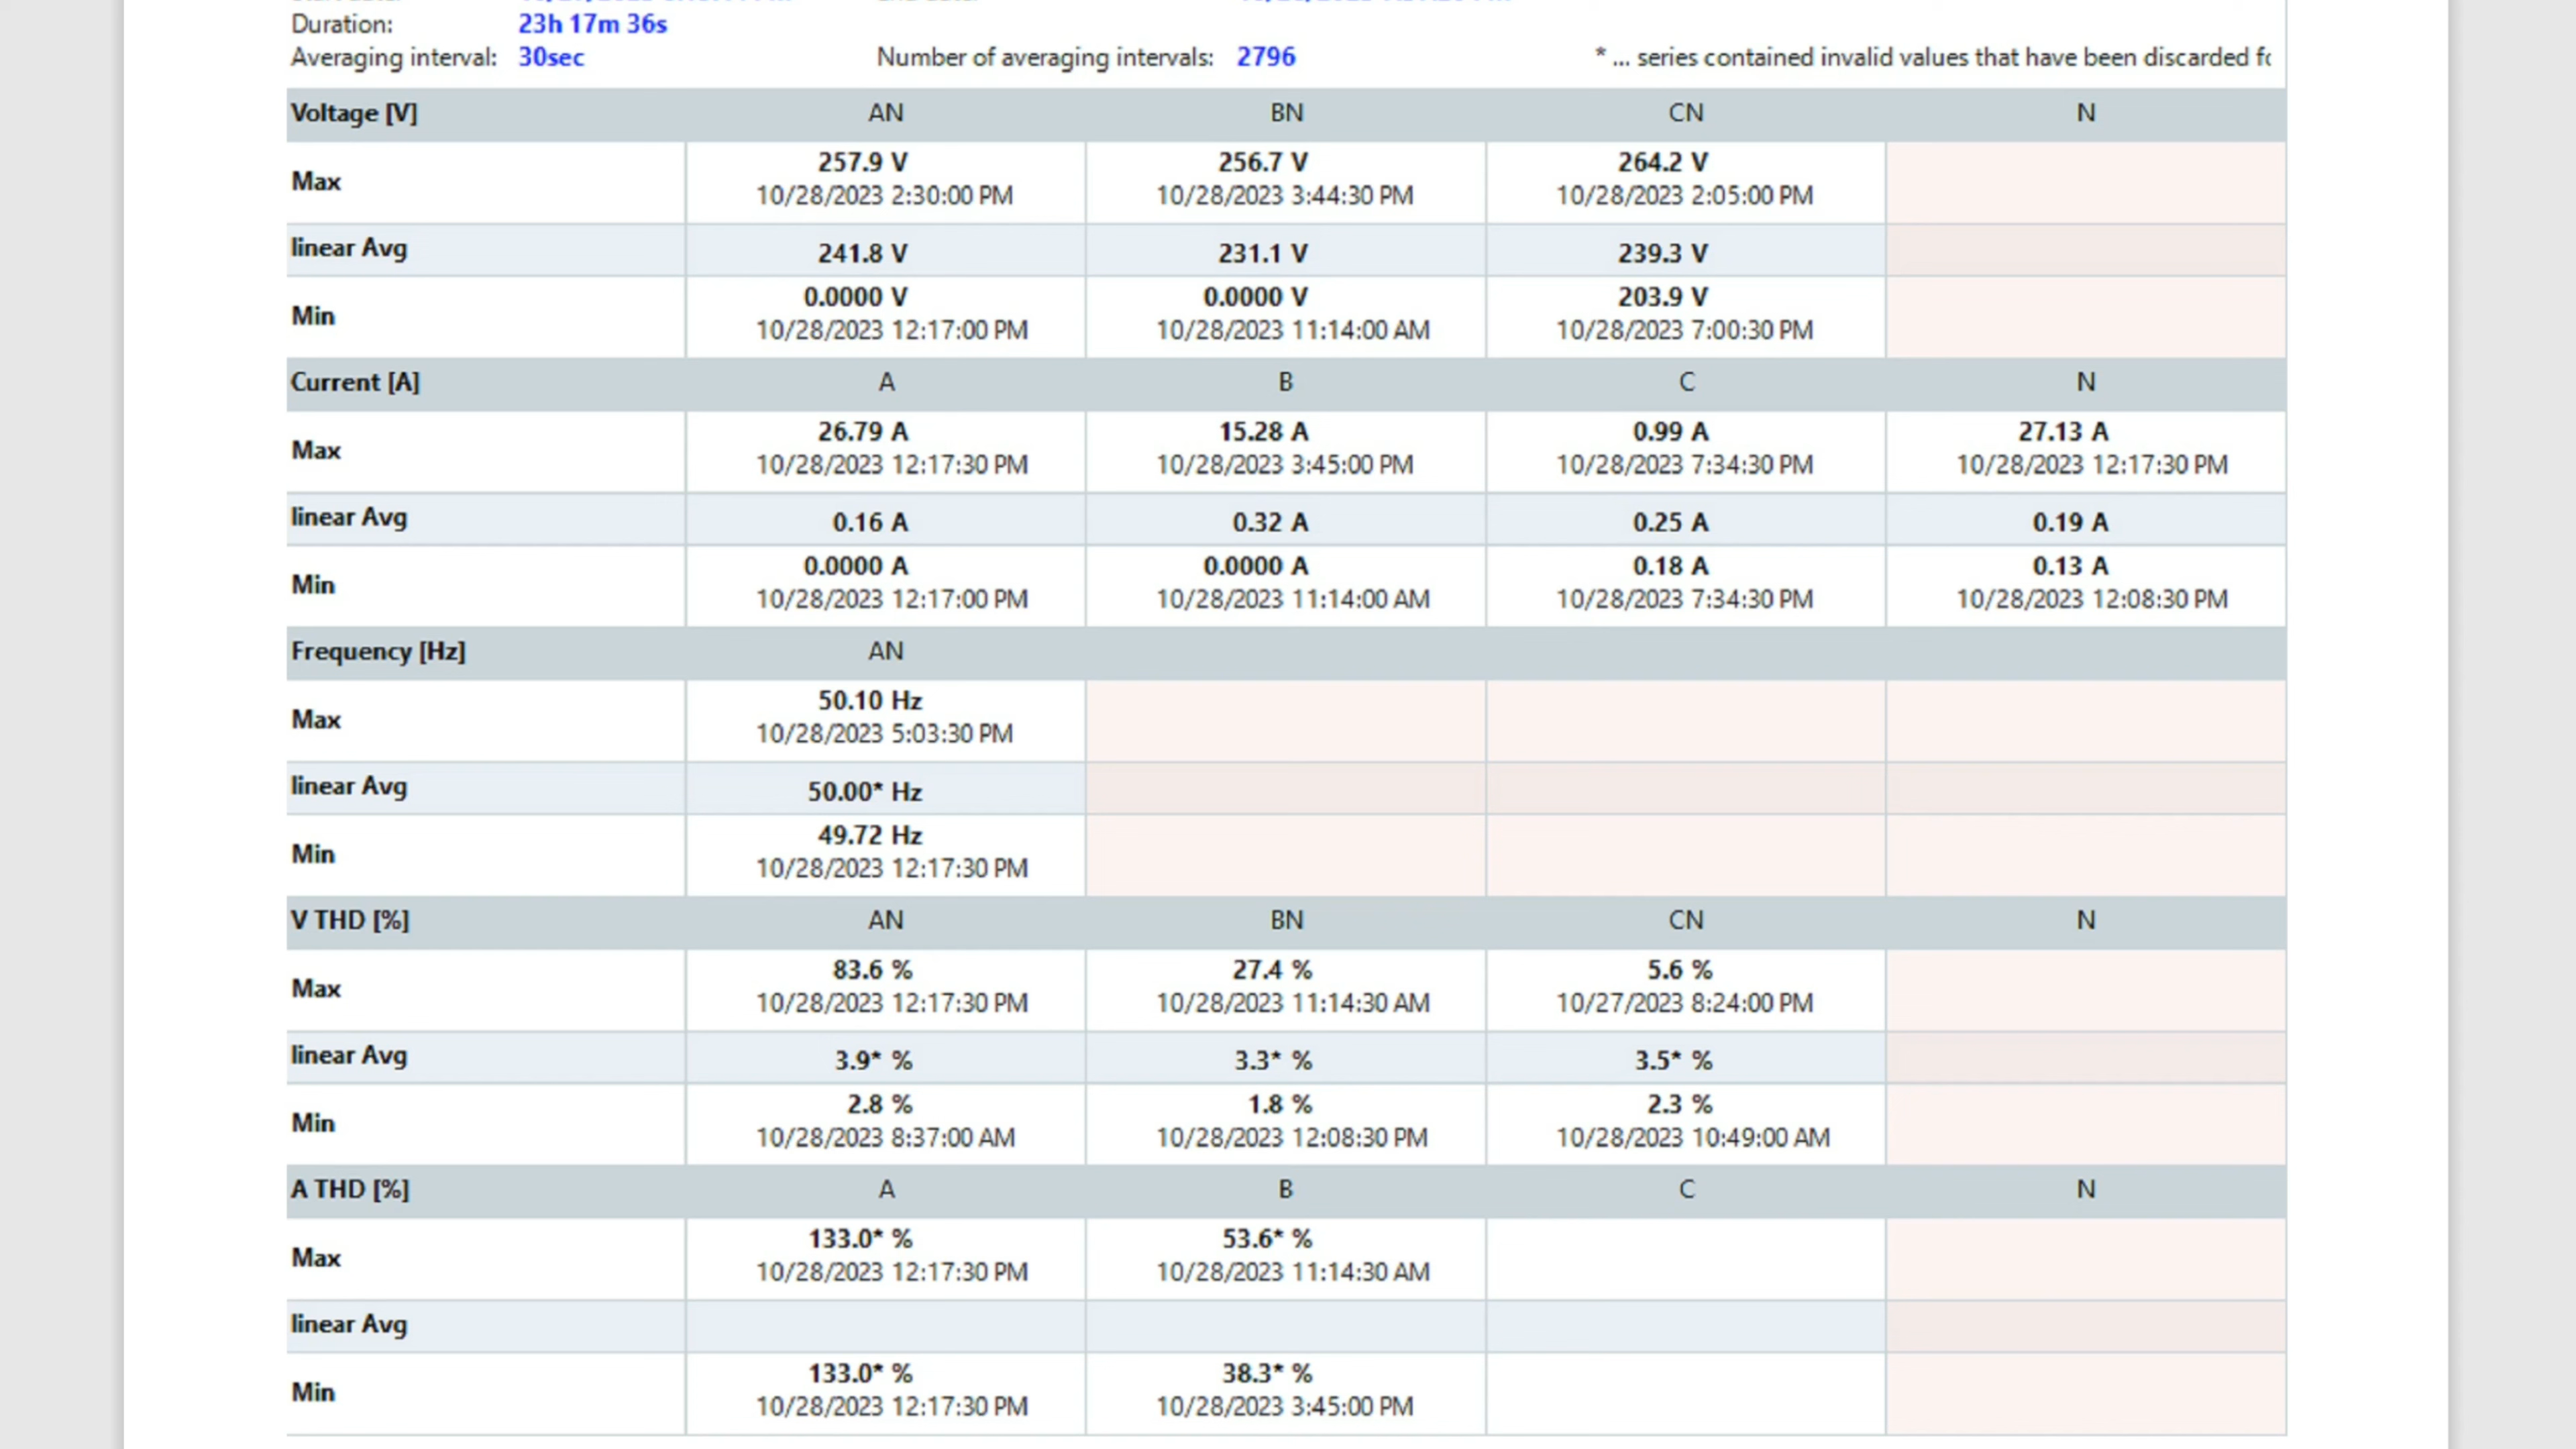 Duration: 23h 17m 36s
Averaging interval: 30sec Number of averaging intervals: 2796 * ... series contained invalid values that have been discarded fo
Voltage [V] AN BN CN N
Max 257.9 V 256.7 V 264.2 V
10/28/2023 2:30:00 PM 10/28/2023 3:44:30 PM 10/28/2023 2:05:00 PM
linear Avg 241.8 V 231.1 V 239.3 V
Min 0.0000 V 0.0000 V 203.9 V
10/28/2023 12:17:00 PM 10/28/2023 11:14:00 AM 10/28/2023 7:00:30 PM
Current [A] A B C N
Max 26.79 A 15.28 A 0.99 A 27.13 A
10/28/2023 12:17:30 PM 10/28/2023 3:45:00 PM 10/28/2023 7:34:30 PM 10/28/2023 12:17:30 PM
linear Avg 0.16 A 0.32 A 0.25 A 0.19 A
Min 0.0000 A 0.0000 A 0.18 A 0.13 A
10/28/2023 12:17:00 PM 10/28/2023 11:14:00 AM 10/28/2023 7:34:30 PM 10/28/2023 12:08:30 PM
Frequency [Hz] AN
Max 50.10 Hz
10/28/2023 5:03:30 PM
linear Avg 50.00* Hz
Min 49.72 Hz
10/28/2023 12:17:30 PM
V THD [%] AN BN CN N
Max 83.6 % 27.4 % 5.6 %
10/28/2023 12:17:30 PM 10/28/2023 11:14:30 AM 10/27/2023 8:24:00 PM
linear Avg 3.9* % 3.3* % 3.5* %
Min 2.8 % 1.8 % 2.3 %
10/28/2023 8:37:00 AM 10/28/2023 12:08:30 PM 10/28/2023 10:49:00 AM
A THD [%] A B C N
Max 133.0* % 53.6* %
10/28/2023 12:17:30 PM 10/28/2023 11:14:30 AM
linear Avg
Min 133.0* % 38.3* %
10/28/2023 12:17:30 PM 10/28/2023 3:45:00 PM